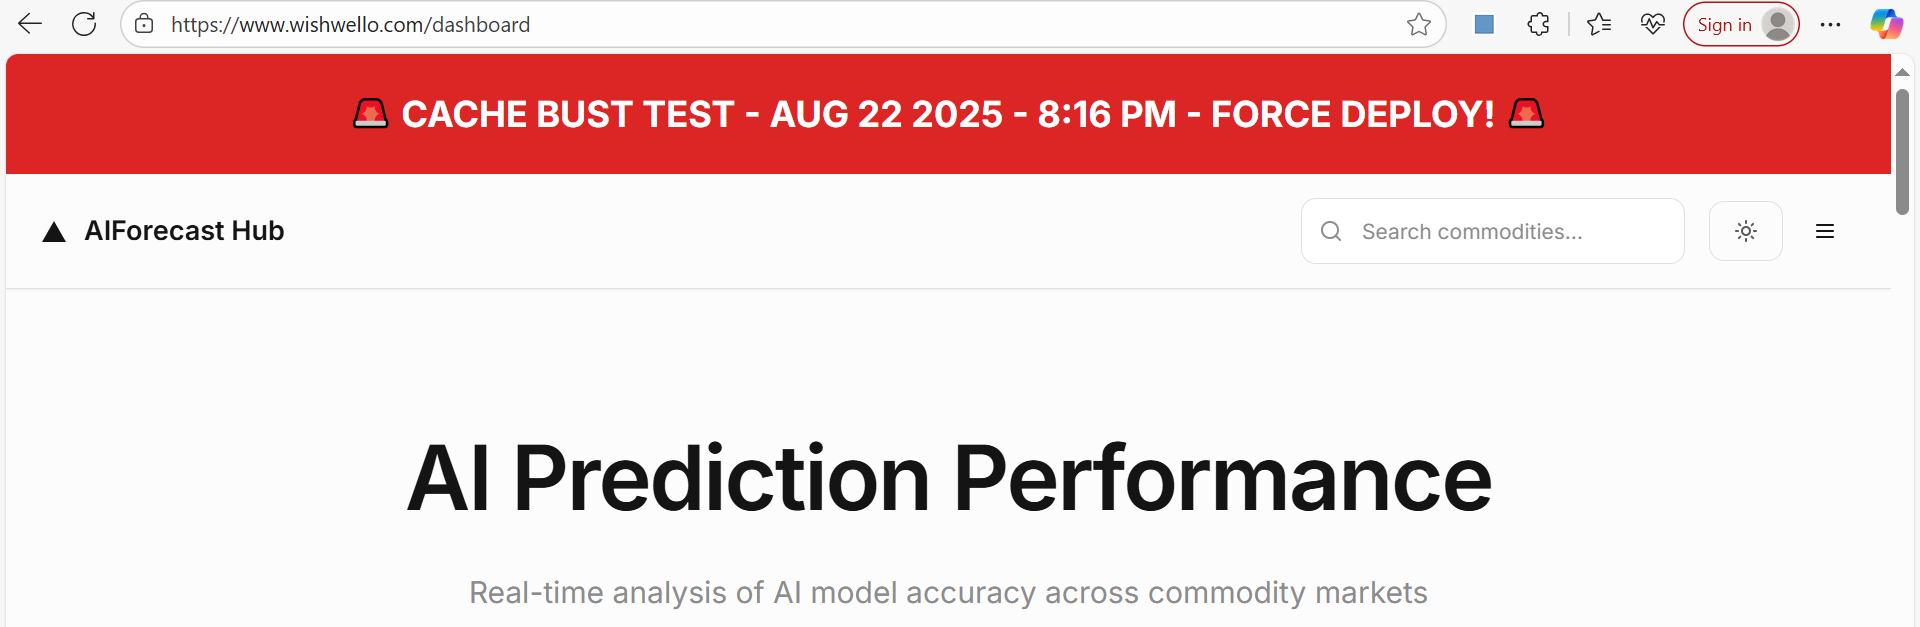 https://www.wishwello.com/dashboard
Sign in
🚨 CACHE BUST TEST - AUG 22 2025 - 8:16 PM - FORCE DEPLOY! 🚨
AIForecast Hub
Search commodities...
AI Prediction Performance
Real-time analysis of AI model accuracy across commodity markets